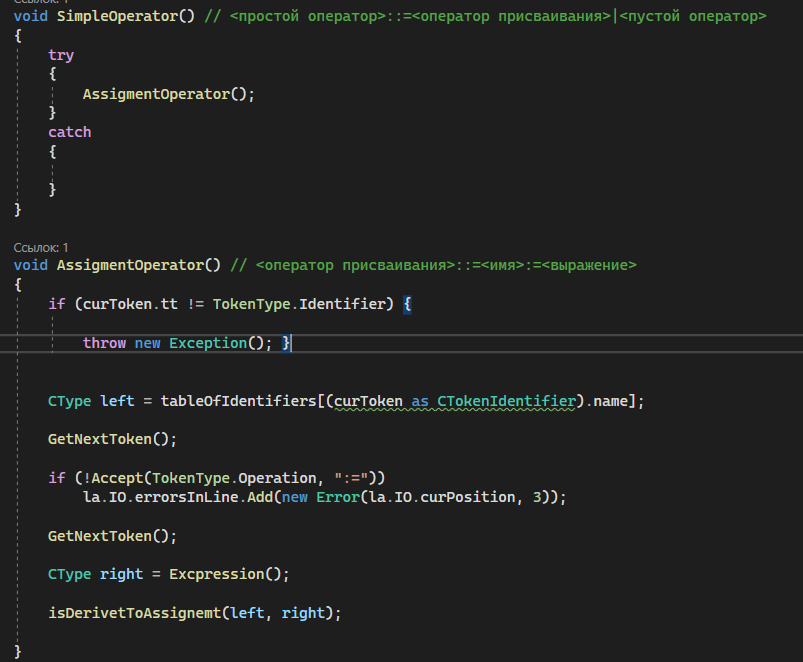 Ссылок: 1
void SimpleOperator() // <простой оператор>::=<оператор присваивания>|<пустой оператор>
{
try
{
AssigmentOperator();
}
catch
{
}
}
Ссылок: 1
void AssigmentOperator() // <оператор присваивания>::=<имя>:=<выражение>
{
if (curToken.tt != TokenType.Identifier) {
throw new Exception(); }
CType left = tableOfIdentifiers[(curToken as CTokenIdentifier).name];
GetNextToken();
if (!Accept(TokenType.Operation, ":="))
la.IO.errorsInLine.Add(new Error(la.IO.curPosition, 3));
GetNextToken();
CType right = Excpression();
isDerivetToAssignemt(left, right);
}